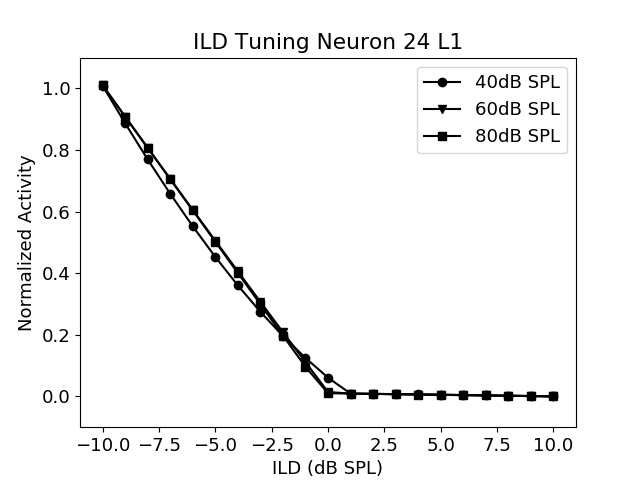 ILD Tuning Neuron 24 L1
40dB SPL
60dB SPL
80dB SPL
Normalized Activity
1.0
0.8
0.6
0.4
0.2
0.0
−10.0 −7.5 −5.0 −2.5 0.0 2.5 5.0 7.5 10.0
ILD (dB SPL)